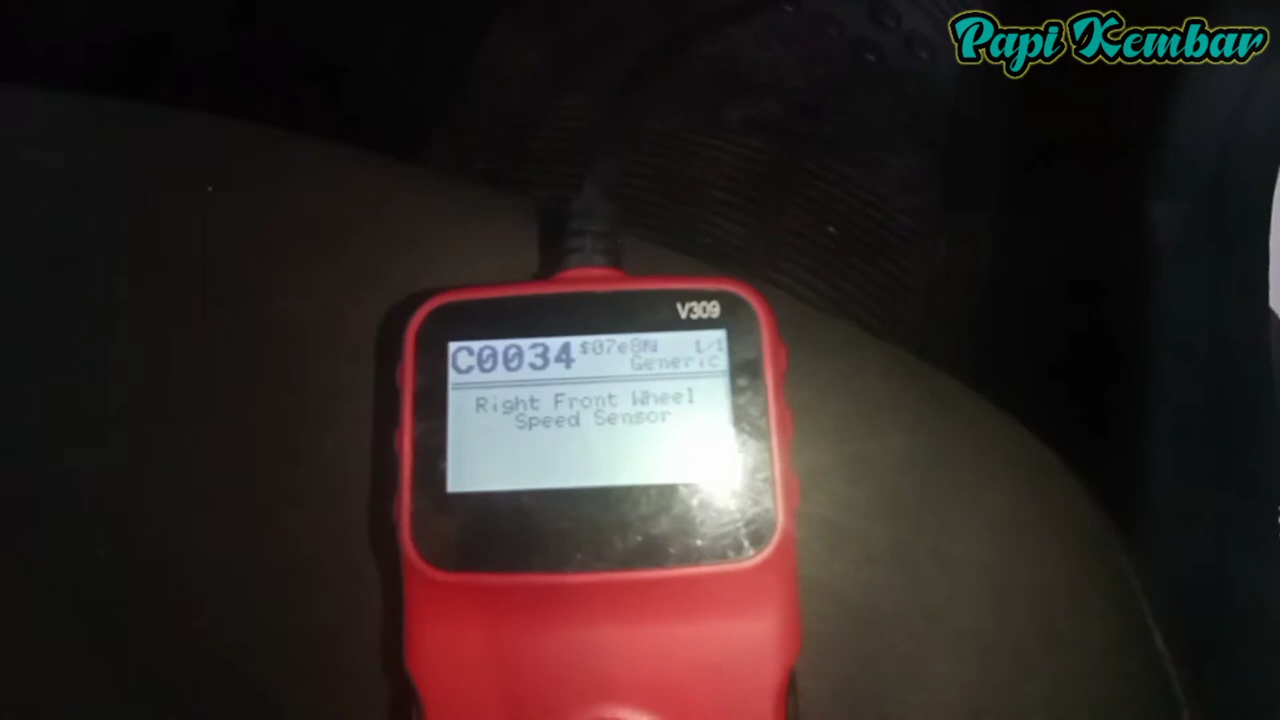 Papi Kembar
V309
C0034 $07e8N 1/1
Generic
Right Front Wheel
Speed Sensor